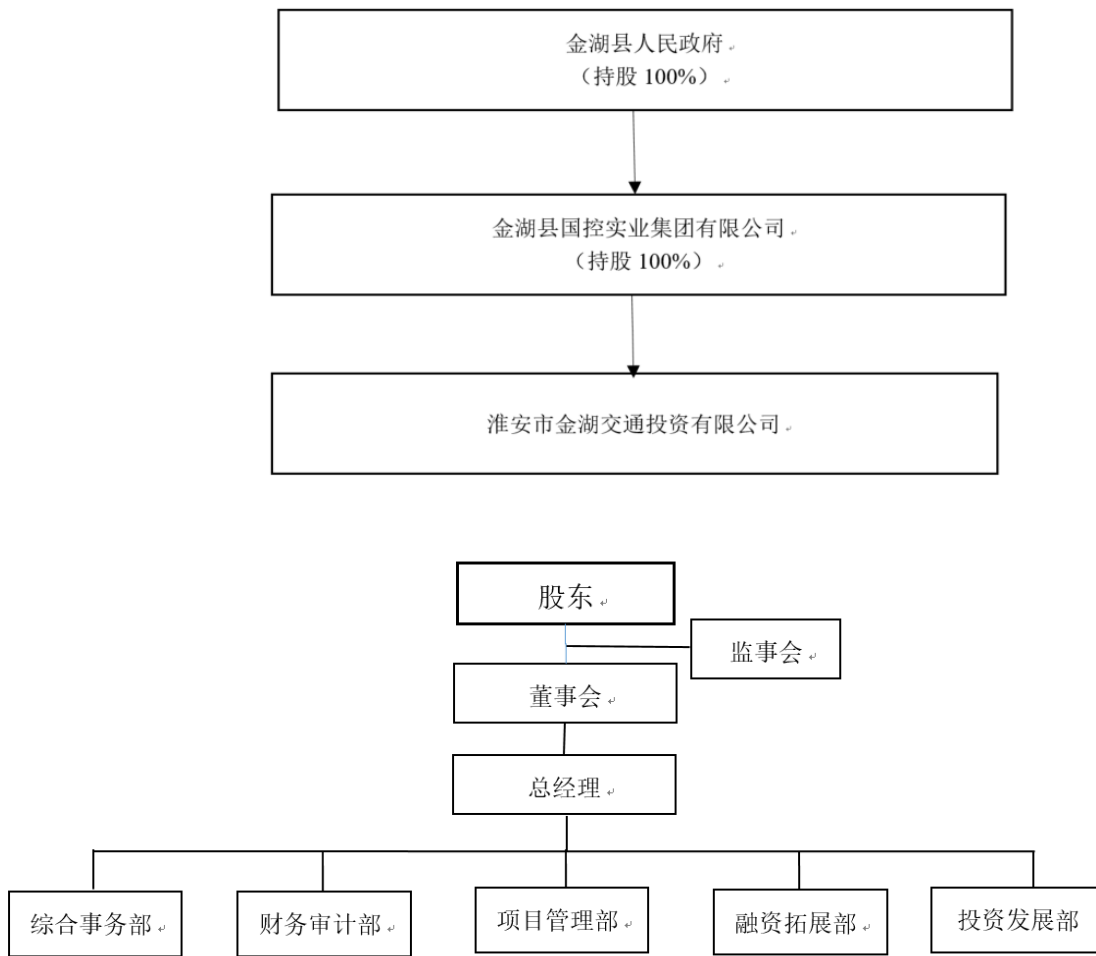 金湖县人民政府
（持股 100%）
金湖县国控实业集团有限公司
（持股 100%）
淮安市金湖交通投资有限公司
股东
监事会
董事会
总经理
综合事务部
财务审计部
项目管理部
融资拓展部
投资发展部